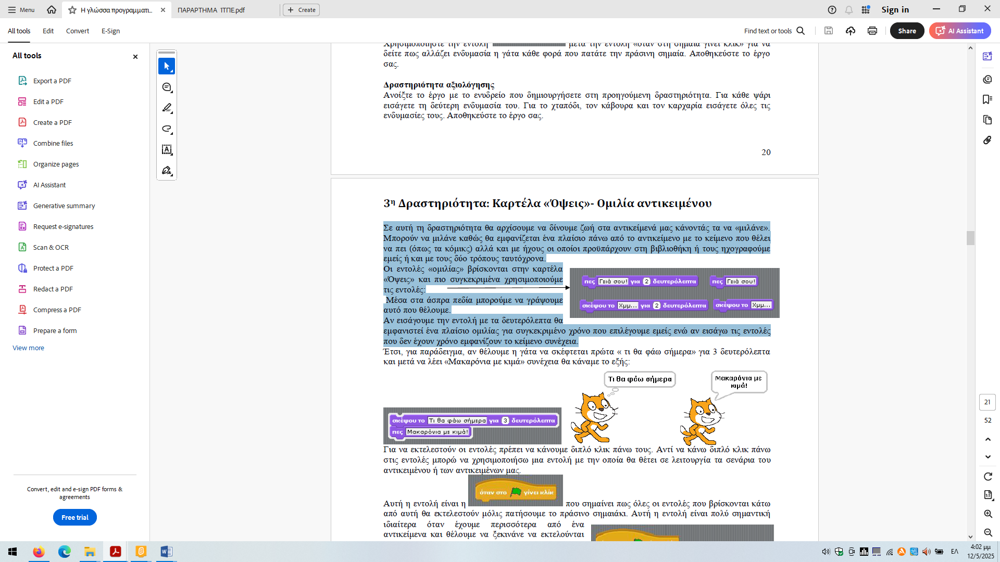 Menu
Η γλώσσα προγραμματι...
ΠΑΡΑΡΤΗΜΑ 1ΤΠΕ.pdf
Create
Sign in
All tools
Edit
Convert
E-Sign
Find text or tools
Share
AI Assistant
All tools
Export a PDF
Edit a PDF
Create a PDF
Combine files
Organize pages
AI Assistant
Generative summary
Request e-signatures
Scan & OCR
Protect a PDF
Redact a PDF
Compress a PDF
Prepare a form
View more
Convert, edit and e-sign PDF forms &
agreements
Free trial
Χρησιμοποιήστε την εντολή μετά την εντολή «όταν στη σημαία γίνει κλικ» για να
δείτε πως αλλάζει ενδυμασία η γάτα κάθε φορά που πατάτε την πράσινη σημαία. Αποθηκεύστε το έργο
σας.
Δραστηριότητα αξιολόγησης
Ανοίξτε το έργο με το ενυδρείο που δημιουργήσετε στη προηγούμενη δραστηριότητα. Για κάθε ψάρι
εισάγετε τη δεύτερη ενδυμασία του. Για το χταπόδι, τον κάβουρα και τον καρχαρία εισάγετε όλες τις
ενδυμασίες τους. Αποθηκεύστε το έργο σας.
20
3η Δραστηριότητα: Καρτέλα «Όψεις»- Ομιλία αντικειμένου
Σε αυτή τη δραστηριότητα θα αρχίσουμε να δίνουμε ζωή στα αντικείμενά μας κάνοντάς τα να «μιλάνε».
Μπορούν να μιλάνε καθώς θα εμφανίζεται ένα πλαίσιο πάνω από το αντικείμενο με το κείμενο που θέλει
να πει (όπως τα κόμικς) αλλά και με ήχους οι οποίοι προϋπάρχουν στη βιβλιοθήκη ή τους ηχογραφούμε
εμείς ή και με τους δύο τρόπους ταυτόχρονα.
Οι εντολές «ομιλίας» βρίσκονται στην καρτέλα
«Όψεις» και πιο συγκεκριμένα χρησιμοποιούμε
τις εντολές:
Μέσα στα άσπρα πεδία μπορούμε να γράψουμε
αυτό που θέλουμε.
Αν εισάγουμε την εντολή με τα δευτερόλεπτα θα
εμφανιστεί ένα πλαίσιο ομιλίας για συγκεκριμένο χρόνο που επιλέγουμε εμείς ενώ αν εισάγω τις εντολές
που δεν έχουν χρόνο εμφανίζουν το κείμενο συνέχεια.
πες Γειά σου! για 2 δευτερόλεπτα
πες Γειά σου!
σκέψου το Χμμ... για 2 δευτερόλεπτα
σκέψου το Χμμ...
Έτσι, για παράδειγμα, αν θέλουμε η γάτα να σκέφτεται πρώτα « τι θα φάω σήμερα» για 3 δευτερόλεπτα
και μετά να λέει «Μακαρόνια με κιμά» συνέχεια θα κάναμε το εξής:
Τι θα φάω σήμερα
Μακαρόνια με
κιμά!
σκέψου το Τι θα φάω σήμερα για 3 δευτερόλεπτα
πες Μακαρόνια με κιμά!
Για να εκτελεστούν οι εντολές πρέπει να κάνουμε διπλό κλικ πάνω τους. Αντί να κάνω διπλό κλικ πάνω
στις εντολές μπορώ να χρησιμοποιήσω μια εντολή με την οποία θα θέτει σε λειτουργία τα σενάρια του
αντικειμένου ή των αντικειμένων μας.
όταν στο γίνει κλίκ
Αυτή η εντολή είναι η που σημαίνει πως όλες οι εντολές που βρίσκονται κάτω
από αυτή θα εκτελεστούν μόλις πατήσουμε το πράσινο σημαιάκι. Αυτή η εντολή είναι πολύ σημαντική
ιδιαίτερα όταν έχουμε περισσότερα από ένα
αντικείμενα και θέλουμε να ξεκινάνε να εκτελούνται
21
52
ΕΛ
4:02 μμ
12/5/2025